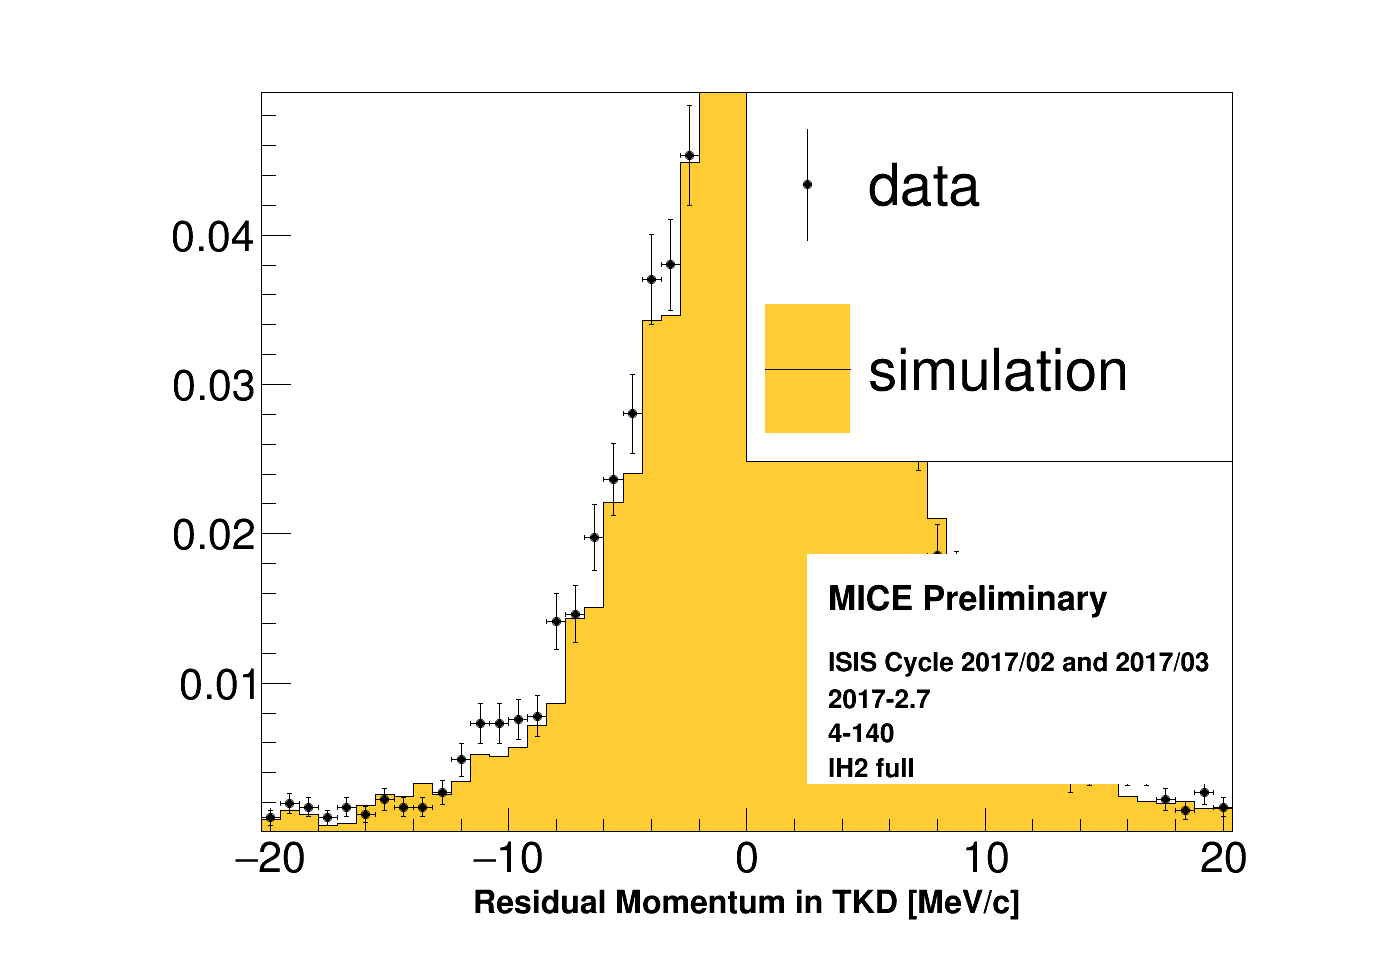 data
simulation
0.04
0.03
0.02
0.01
MICE Preliminary
ISIS Cycle 2017/02 and 2017/03
2017-2.7
4-140
IH2 full
−20 −10 0 10 20
Residual Momentum in TKD [MeV/c]